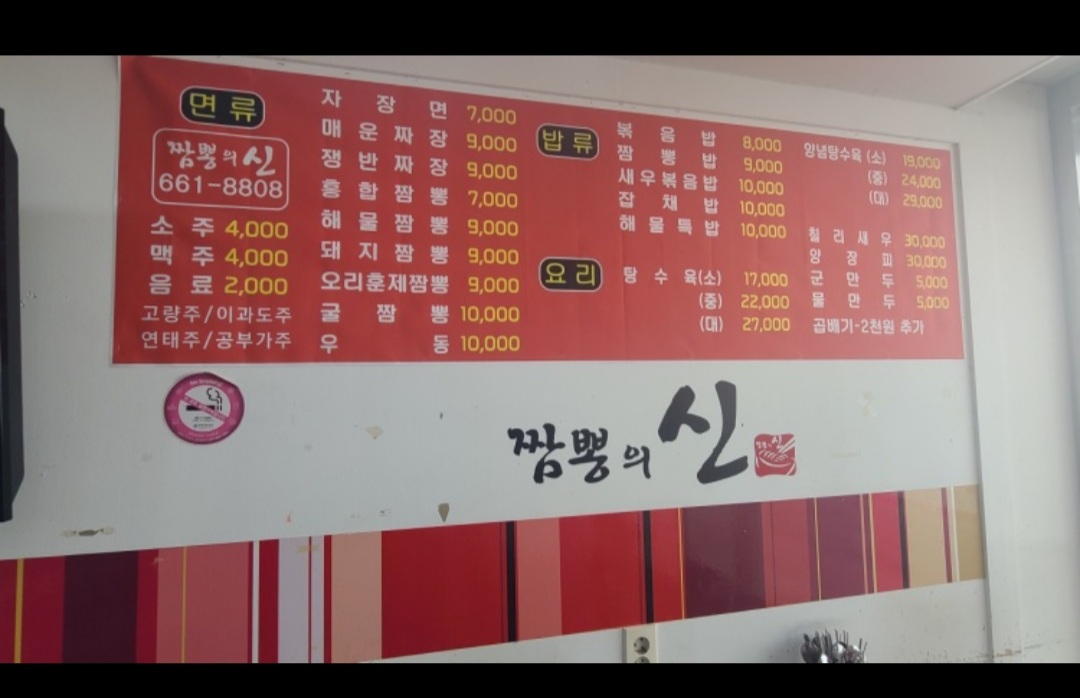 면류
짬뽕의신
661-8808
소주 4,000
맥주 4,000
음료 2,000
고량주/이과도주
연태주/공부가주
자장면 7,000
매운짜장 9,000
쟁반짜장 9,000
홍합짬뽕 7,000
해물짬뽕 9,000
돼지짬뽕 9,000
오리훈제짬뽕 9,000
굴짬뽕 10,000
우동 10,000
밥류
볶음밥 8,000
짬뽕밥 9,000
새우볶음밥 10,000
잡채밥 10,000
해물특밥 10,000
요리
탕수육(소) 17,000
(중) 22,000
(대) 27,000
양념탕수육(소) 19,000
(중) 24,000
(대) 29,000
칠리새우 30,000
양장피 30,000
군만두 5,000
물만두 5,000
곱배기-2천원 추가
짬뽕의신